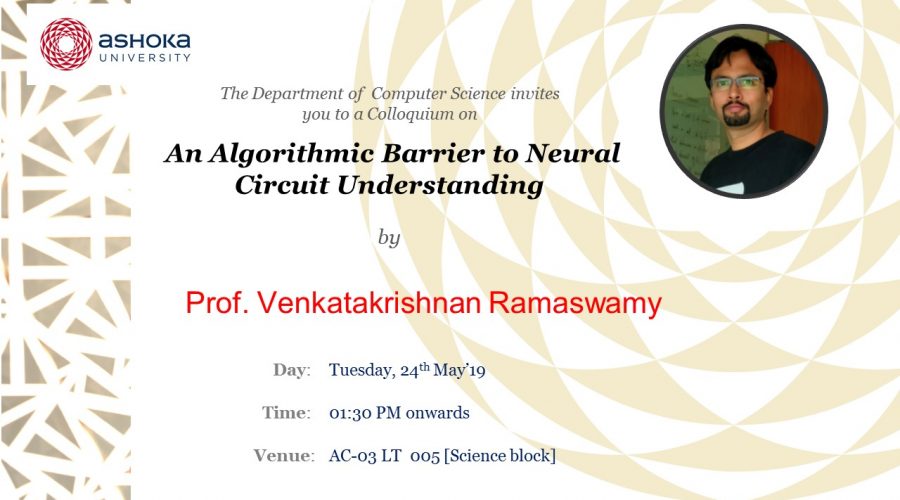 ASHOKA
UNIVERSITY
The Department of Computer Science invites
you to a Colloquium on
An Algorithmic Barrier to Neural
Circuit Understanding
by
Prof. Venkatakrishnan Ramaswamy
Day: Tuesday, 24th May'19
Time: 01:30 PM onwards
Venue: AC-03 LT 005 [Science block]